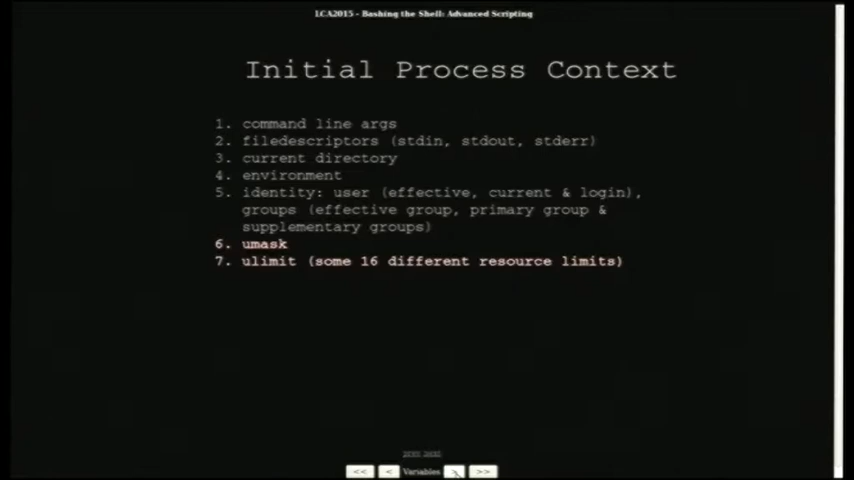 LCA2015 - Bashing the Shell: Advanced Scripting
Initial Process Context
1. command line args
2. filedescriptors (stdin, stdout, stderr)
3. current directory
4. environment
5. identity: user (effective, current & login),
groups (effective group, primary group &
supplementary groups)
6. umask
7. ulimit (some 16 different resource limits)
<< < Variables > >>